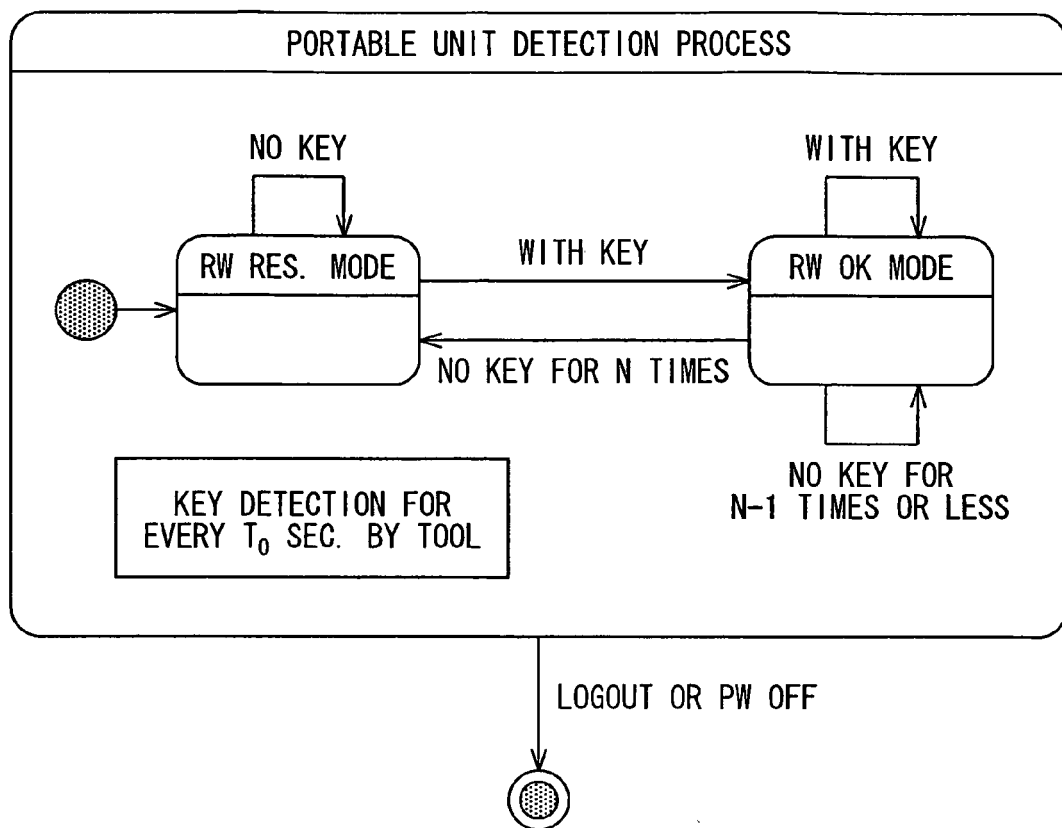 PORTABLE UNIT DETECTION PROCESS
NO KEY
WITH KEY
RW RES. MODE
WITH KEY
RW OK MODE
NO KEY FOR N TIMES
KEY DETECTION FOR
EVERY T₀ SEC. BY TOOL
NO KEY FOR
N-1 TIMES OR LESS
LOGOUT OR PW OFF